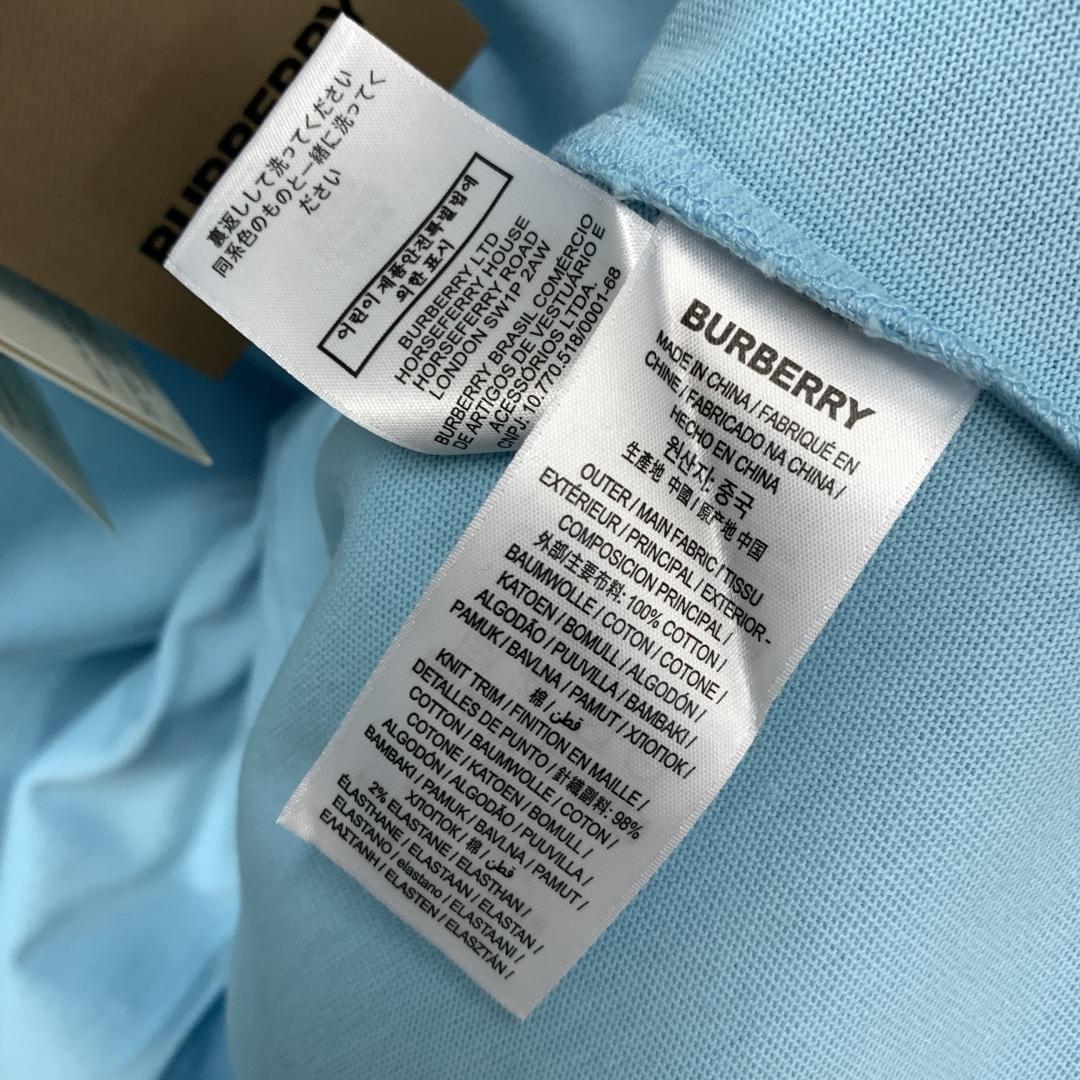 BURBERRY
裏返しして洗ってください
同系色のものと一緒に洗ってく
ださい
어린이제품안전특별법에
의한 표시
BURBERRY LTD
HORSEFERRY HOUSE
HORSEFERRY ROAD
LONDON SW1P 2AW
BURBERRY BRASIL COMÉRCIO
DE ARTIGOS DE VESTUÁRIO E
ACESSÓRIOS LTDA.
CNPJ: 10.770.518/0001-68
BURBERRY
MADE IN CHINA / FABRIQUÉ EN
CHINE / FABRICADO NA CHINA /
HECHO EN CHINA
원산지: 중국
生產地 中國 / 原产地 中国
OUTER / MAIN FABRIC / TISSU
EXTÉRIEUR / PRINCIPAL / EXTERIOR -
COMPOSICION PRINCIPAL /
外部/主要布料: 100% COTTON /
BAUMWOLLE / COTON / COTONE /
KATOEN / BOMULL / ALGODÓN /
ALGODÃO / PUUVILLA / BAMBAKI /
PAMUK / BAVLNA / PAMUT / ХЛОПОК /
棉 / قطن
KNIT TRIM / FINITION EN MAILLE /
DETALLES DE PUNTO / 針織副料: 98%
COTTON / BAUMWOLLE / COTON /
COTONE / KATOEN / BOMULL /
ALGODÓN / ALGODÃO / PUUVILLA /
BAMBAKI / PAMUK / BAVLNA / PAMUT /
ХЛОПОК / 棉 / قطن
2% ELASTANE / ELASTHAN /
ÉLASTHANE / ELASTAAN / ELASTAN /
ELASTANO / elastano / ELASTAANI /
ΕΛΑΣΤΑΝΗ / ELASTEN / ELASZTÁN /